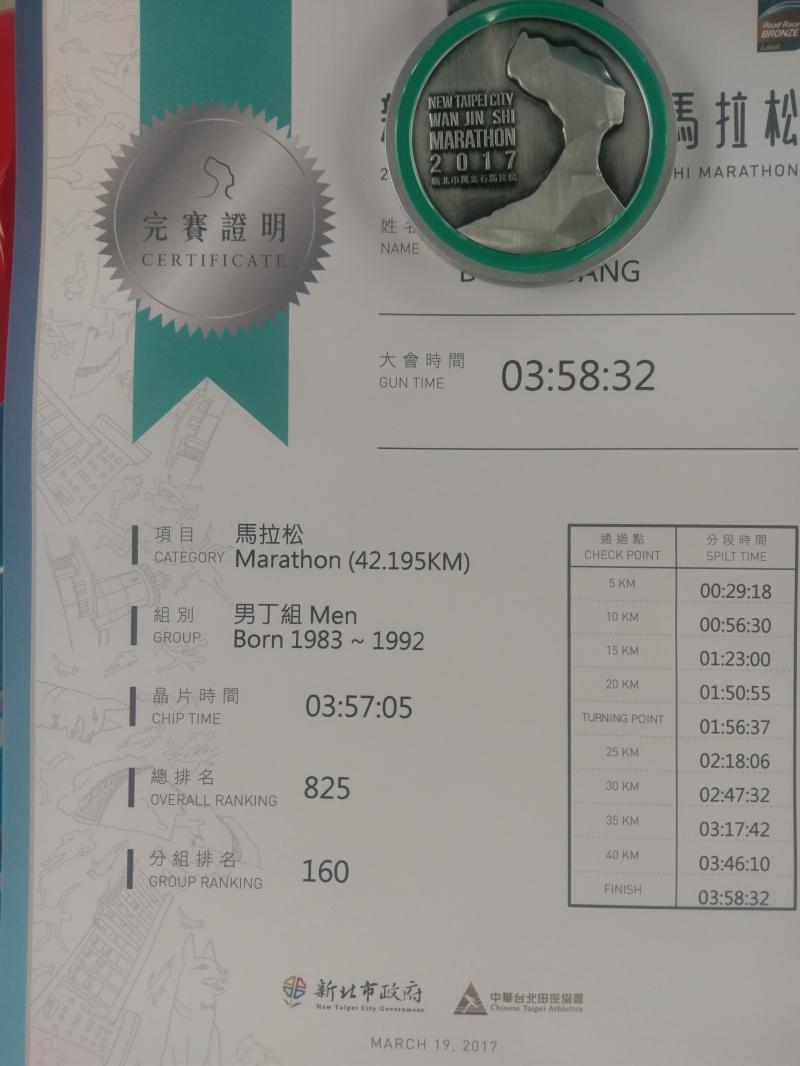 Road Race
BRONZE
Label
馬拉松
HI MARATHON
NEW TAIPEI CITY
WAN JIN SHI
MARATHON
2017
新北市萬金石馬拉松
完賽證明
CERTIFICATE
姓名
NAME
ANG
大會時間
GUN TIME
03:58:32
項目
CATEGORY
馬拉松
Marathon (42.195KM)
組別
GROUP
男丁組 Men
Born 1983 ~ 1992
晶片時間
CHIP TIME
03:57:05
總排名
OVERALL RANKING
825
分組排名
GROUP RANKING
160
通過點 分段時間
CHECK POINT SPILT TIME
5 KM 00:29:18
10 KM 00:56:30
15 KM 01:23:00
20 KM 01:50:55
TURNING POINT 01:56:37
25 KM 02:18:06
30 KM 02:47:32
35 KM 03:17:42
40 KM 03:46:10
FINISH 03:58:32
新北市政府
New Taipei City Government
中華台北田徑協會
Chinese Taipei Athletics
MARCH 19, 2017